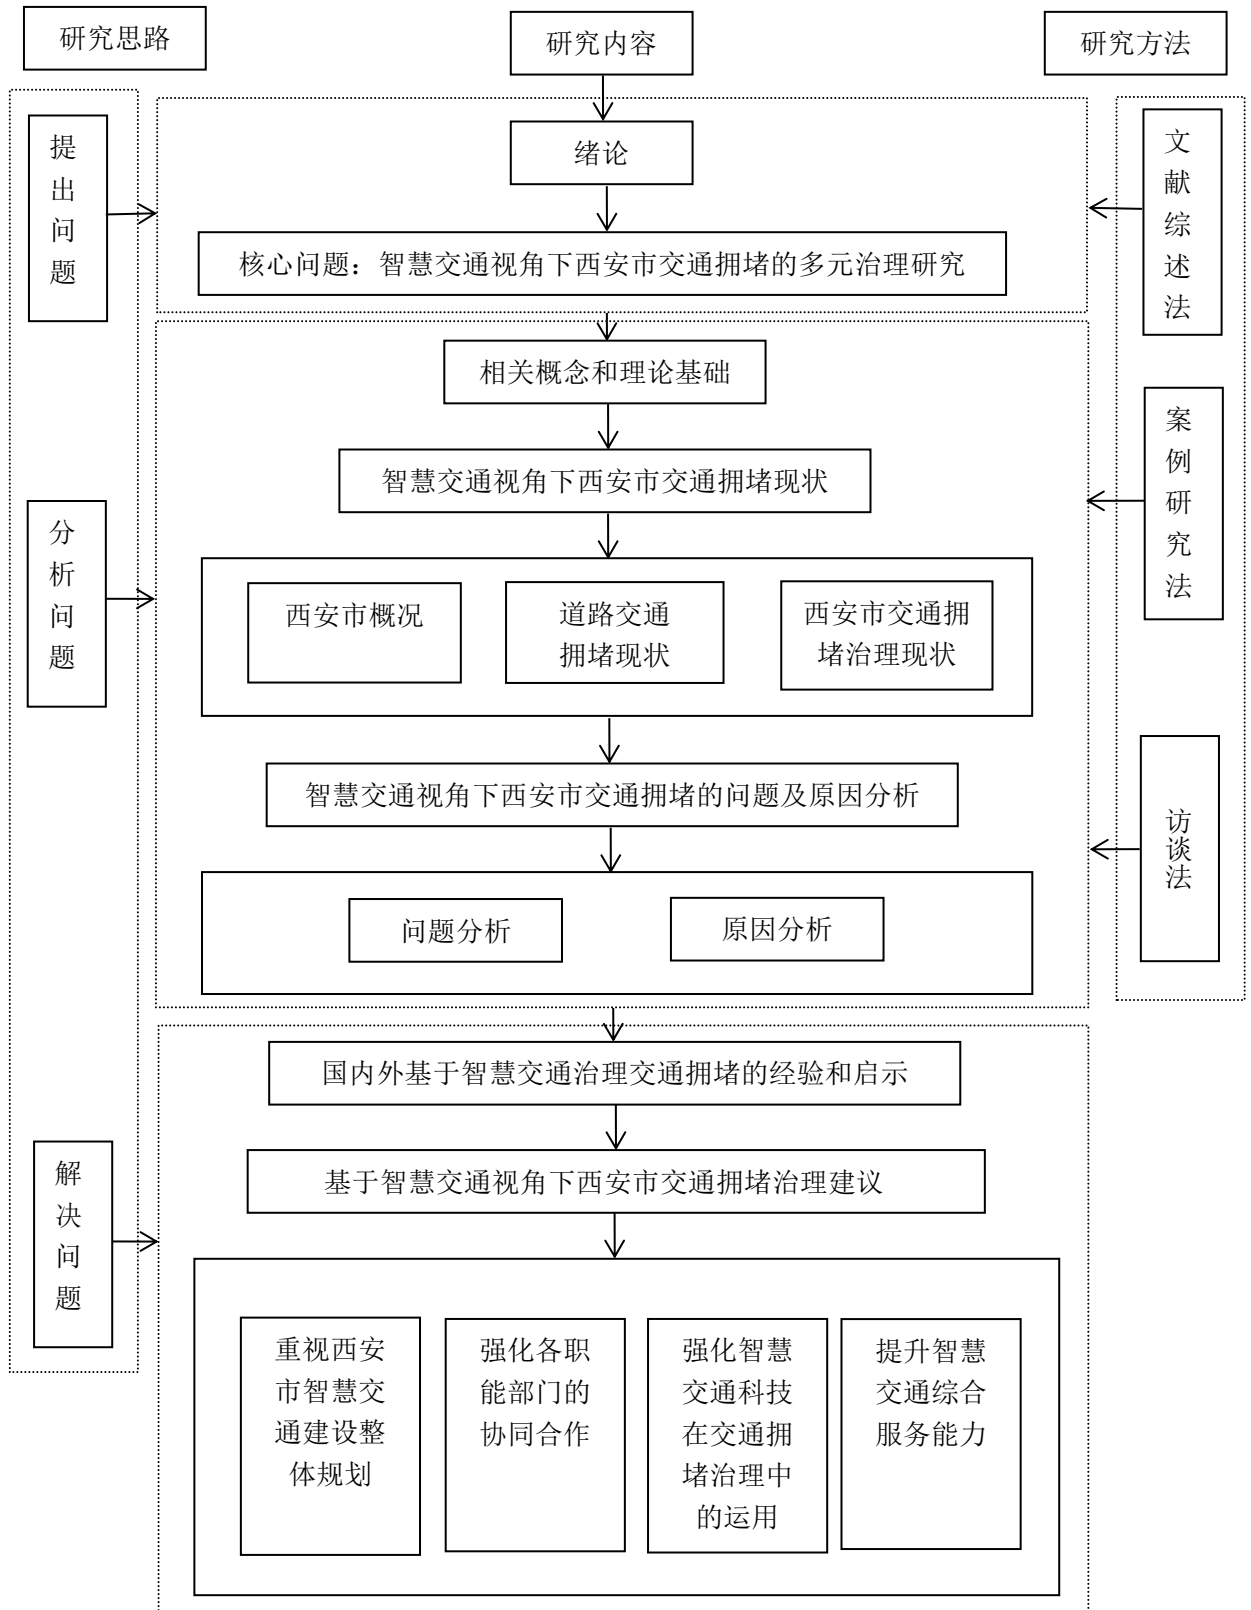 研究思路
研究内容
研究方法
提
出
问
题
绪论
核心问题：智慧交通视角下西安市交通拥堵的多元治理研究
文
献
综
述
法
相关概念和理论基础
智慧交通视角下西安市交通拥堵现状
分
析
问
题
西安市概况
道路交通
拥堵现状
西安市交通拥
堵治理现状
案
例
研
究
法
智慧交通视角下西安市交通拥堵的问题及原因分析
问题分析
原因分析
访
谈
法
国内外基于智慧交通治理交通拥堵的经验和启示
解
决
问
题
基于智慧交通视角下西安市交通拥堵治理建议
重视西安
市智慧交
通建设整
体规划
强化各职
能部门的
协同合作
强化智慧
交通科技
在交通拥
堵治理中
的运用
提升智慧
交通综合
服务能力